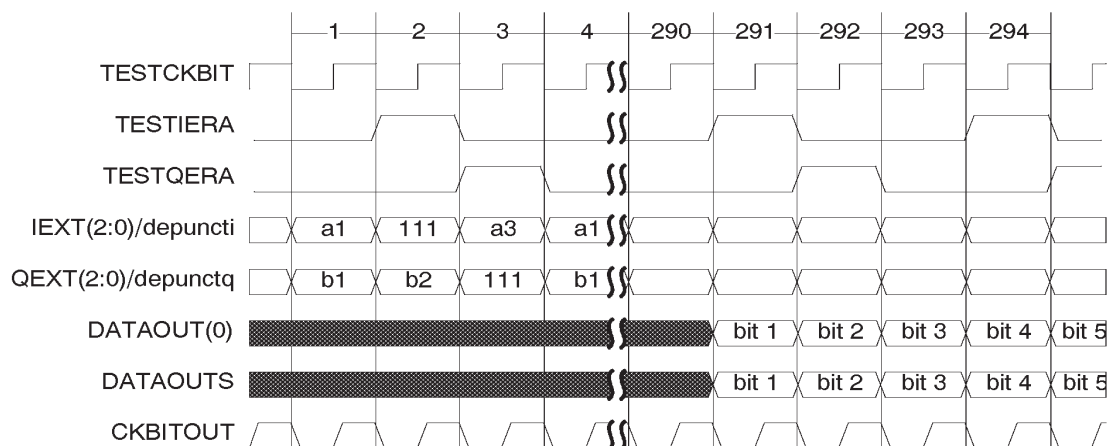 1 2 3 4 290 291 292 293 294
TESTCKBIT
TESTIERA
TESTQERA
IEXT(2:0)/depuncti a1 111 a3 a1
QEXT(2:0)/depunctq b1 b2 111 b1
DATAOUT(0) bit 1 bit 2 bit 3 bit 4 bit 5
DATAOUTS bit 1 bit 2 bit 3 bit 4 bit 5
CKBITOUT